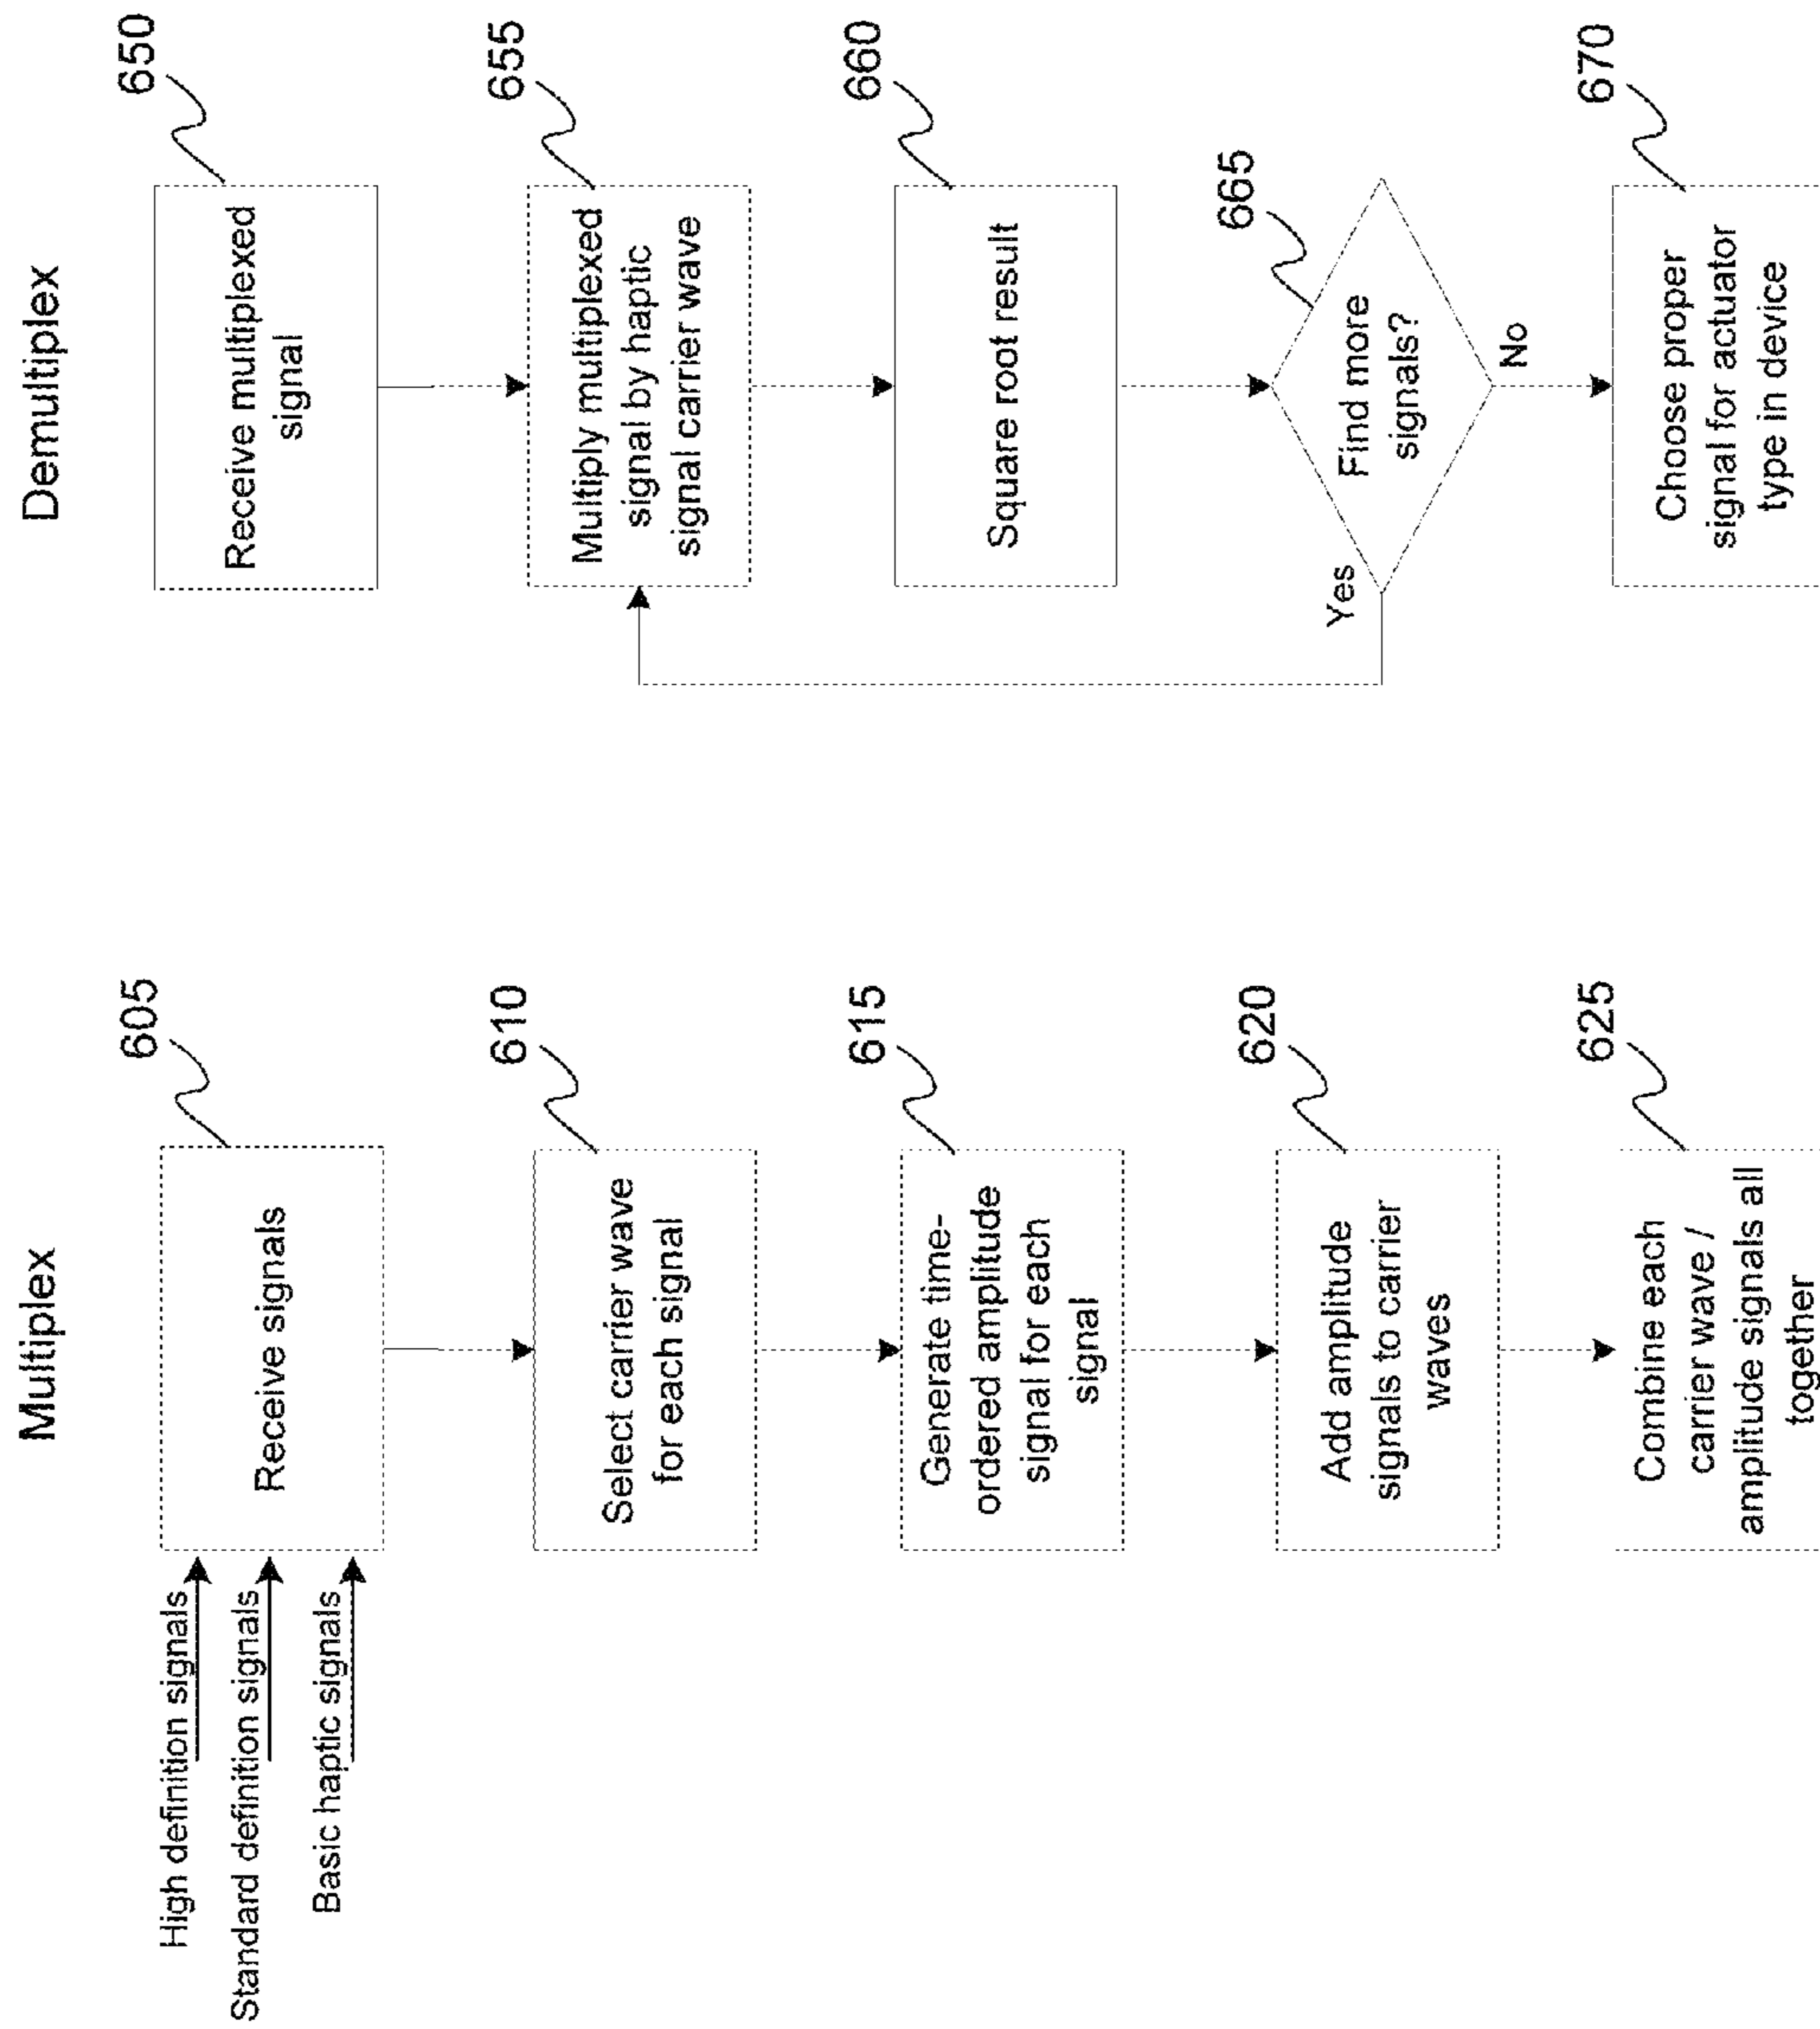 Multiplex
High definition signals
Standard definition signals
Basic haptic signals
605
Receive signals
610
Select carrier wave
for each signal
615
Generate time-
ordered amplitude
signal for each
signal
620
Add amplitude
signals to carrier
waves
625
Combine each
carrier wave /
amplitude signals all
together
Demultiplex
650
Receive multiplexed
signal
655
Multiply multiplexed
signal by haptic
signal carrier wave
660
Square root result
665
Find more
signals?
Yes
No
670
Choose proper
signal for actuator
type in device